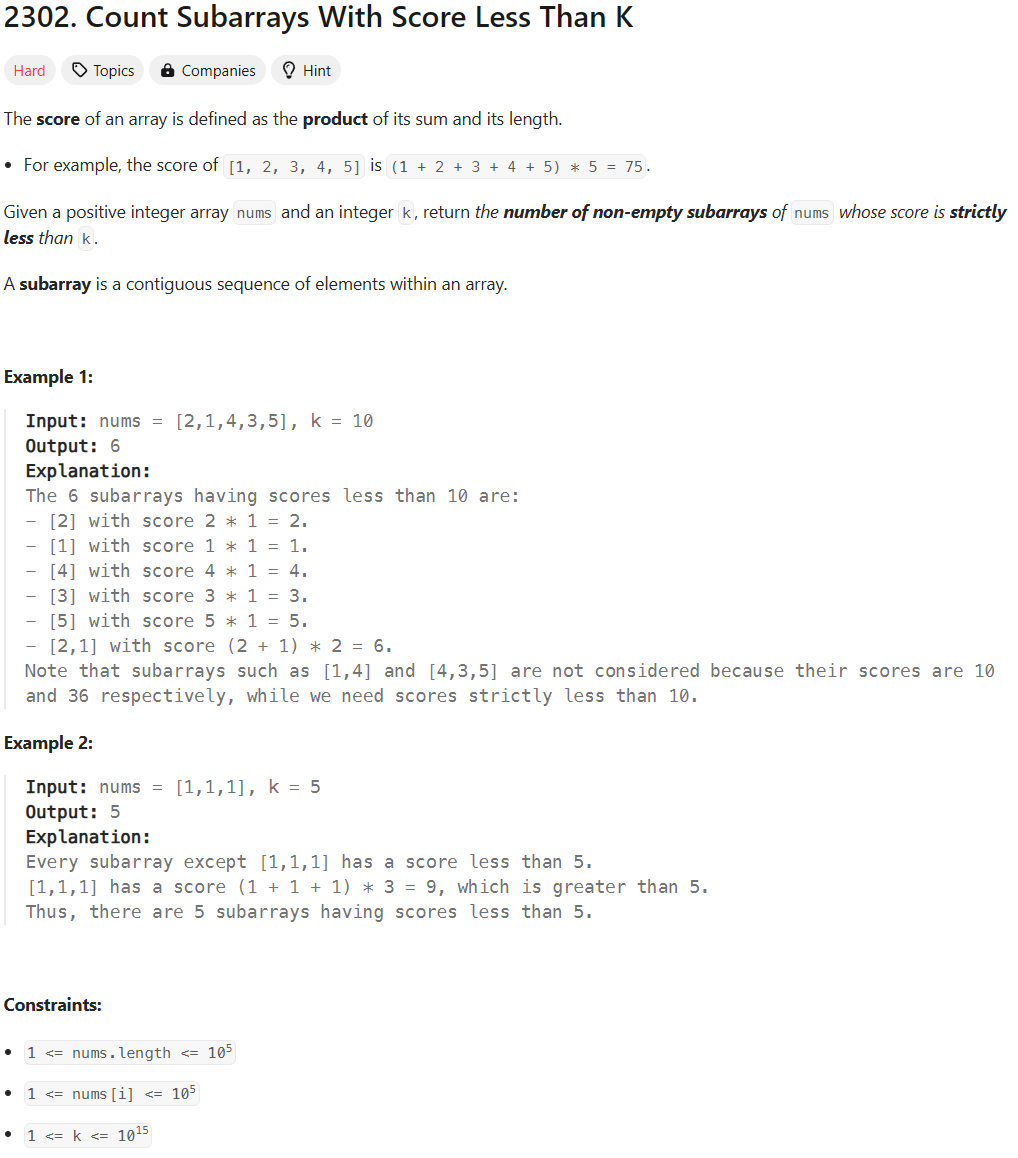 2302. Count Subarrays With Score Less Than K
Hard Topics Companies Hint
The score of an array is defined as the product of its sum and its length.
• For example, the score of [1, 2, 3, 4, 5] is (1 + 2 + 3 + 4 + 5) * 5 = 75.
Given a positive integer array nums and an integer k, return the number of non-empty subarrays of nums whose score is strictly
less than k.
A subarray is a contiguous sequence of elements within an array.
Example 1:
Input: nums = [2,1,4,3,5], k = 10
Output: 6
Explanation:
The 6 subarrays having scores less than 10 are:
- [2] with score 2 * 1 = 2.
- [1] with score 1 * 1 = 1.
- [4] with score 4 * 1 = 4.
- [3] with score 3 * 1 = 3.
- [5] with score 5 * 1 = 5.
- [2,1] with score (2 + 1) * 2 = 6.
Note that subarrays such as [1,4] and [4,3,5] are not considered because their scores are 10
and 36 respectively, while we need scores strictly less than 10.
Example 2:
Input: nums = [1,1,1], k = 5
Output: 5
Explanation:
Every subarray except [1,1,1] has a score less than 5.
[1,1,1] has a score (1 + 1 + 1) * 3 = 9, which is greater than 5.
Thus, there are 5 subarrays having scores less than 5.
Constraints:
• 1 <= nums.length <= 10⁵
• 1 <= nums[i] <= 10⁵
• 1 <= k <= 10¹⁵